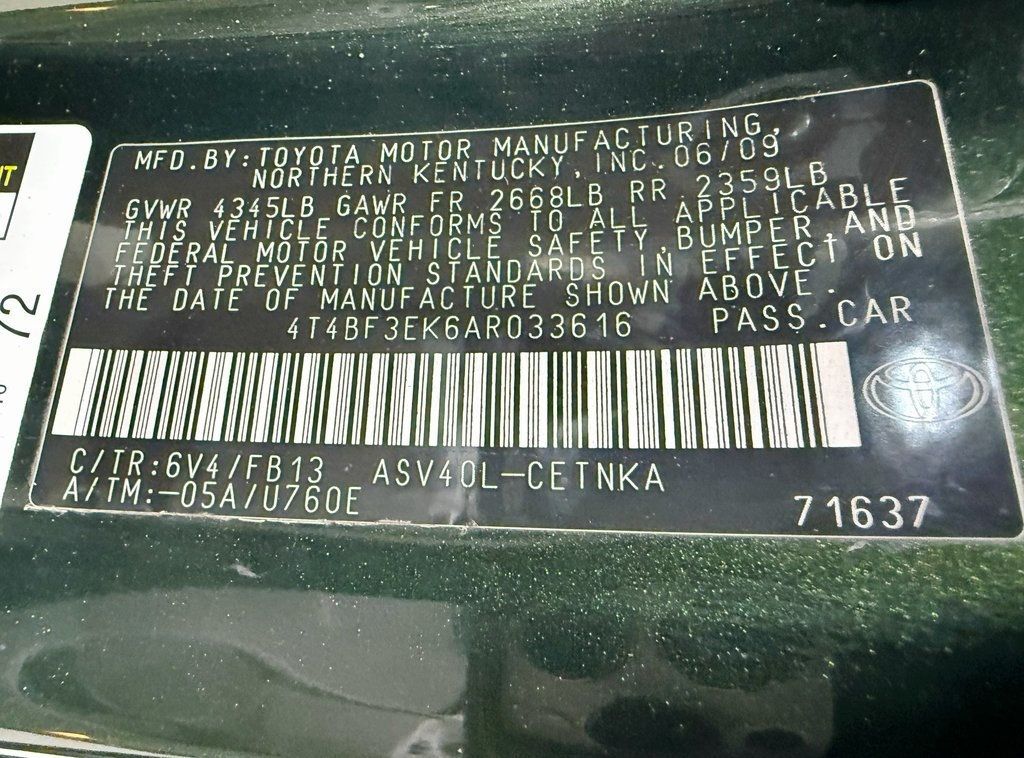 MFD.BY:TOYOTA MOTOR MANUFACTURING,
NORTHERN KENTUCKY,INC.06/09
GVWR 4345LB GAWR FR 2668LB RR 2359LB
THIS VEHICLE CONFORMS TO ALL APPLICABLE
FEDERAL MOTOR VEHICLE SAFETY,BUMPER,AND
THEFT PREVENTION STANDARDS IN EFFECT ON
THE DATE OF MANUFACTURE SHOWN ABOVE.
4T4BF3EK6AR033616 PASS.CAR
C/TR:6V4/FB13 ASV40L-CETNKA
A/TM:-05A/U760E
71637
72